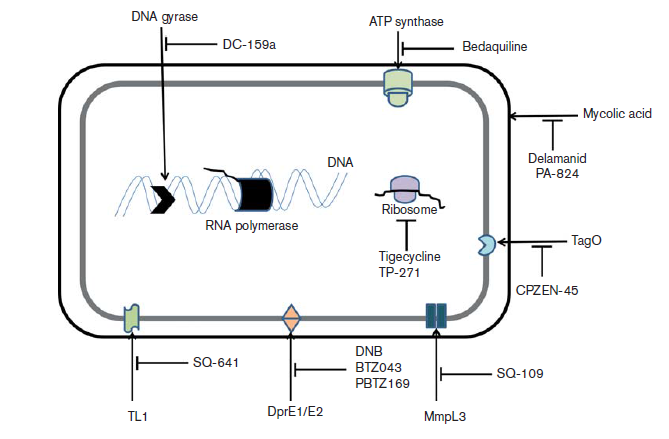 DNA gyrase
DC-159a
ATP synthase
Bedaquiline
Mycolic acid
Delamanid
PA-824
DNA
RNA polymerase
Ribosome
Tigecycline
TP-271
TagO
CPZEN-45
SQ-641
TL1
DNB
BTZ043
PBTZ169
DprE1/E2
SQ-109
MmpL3